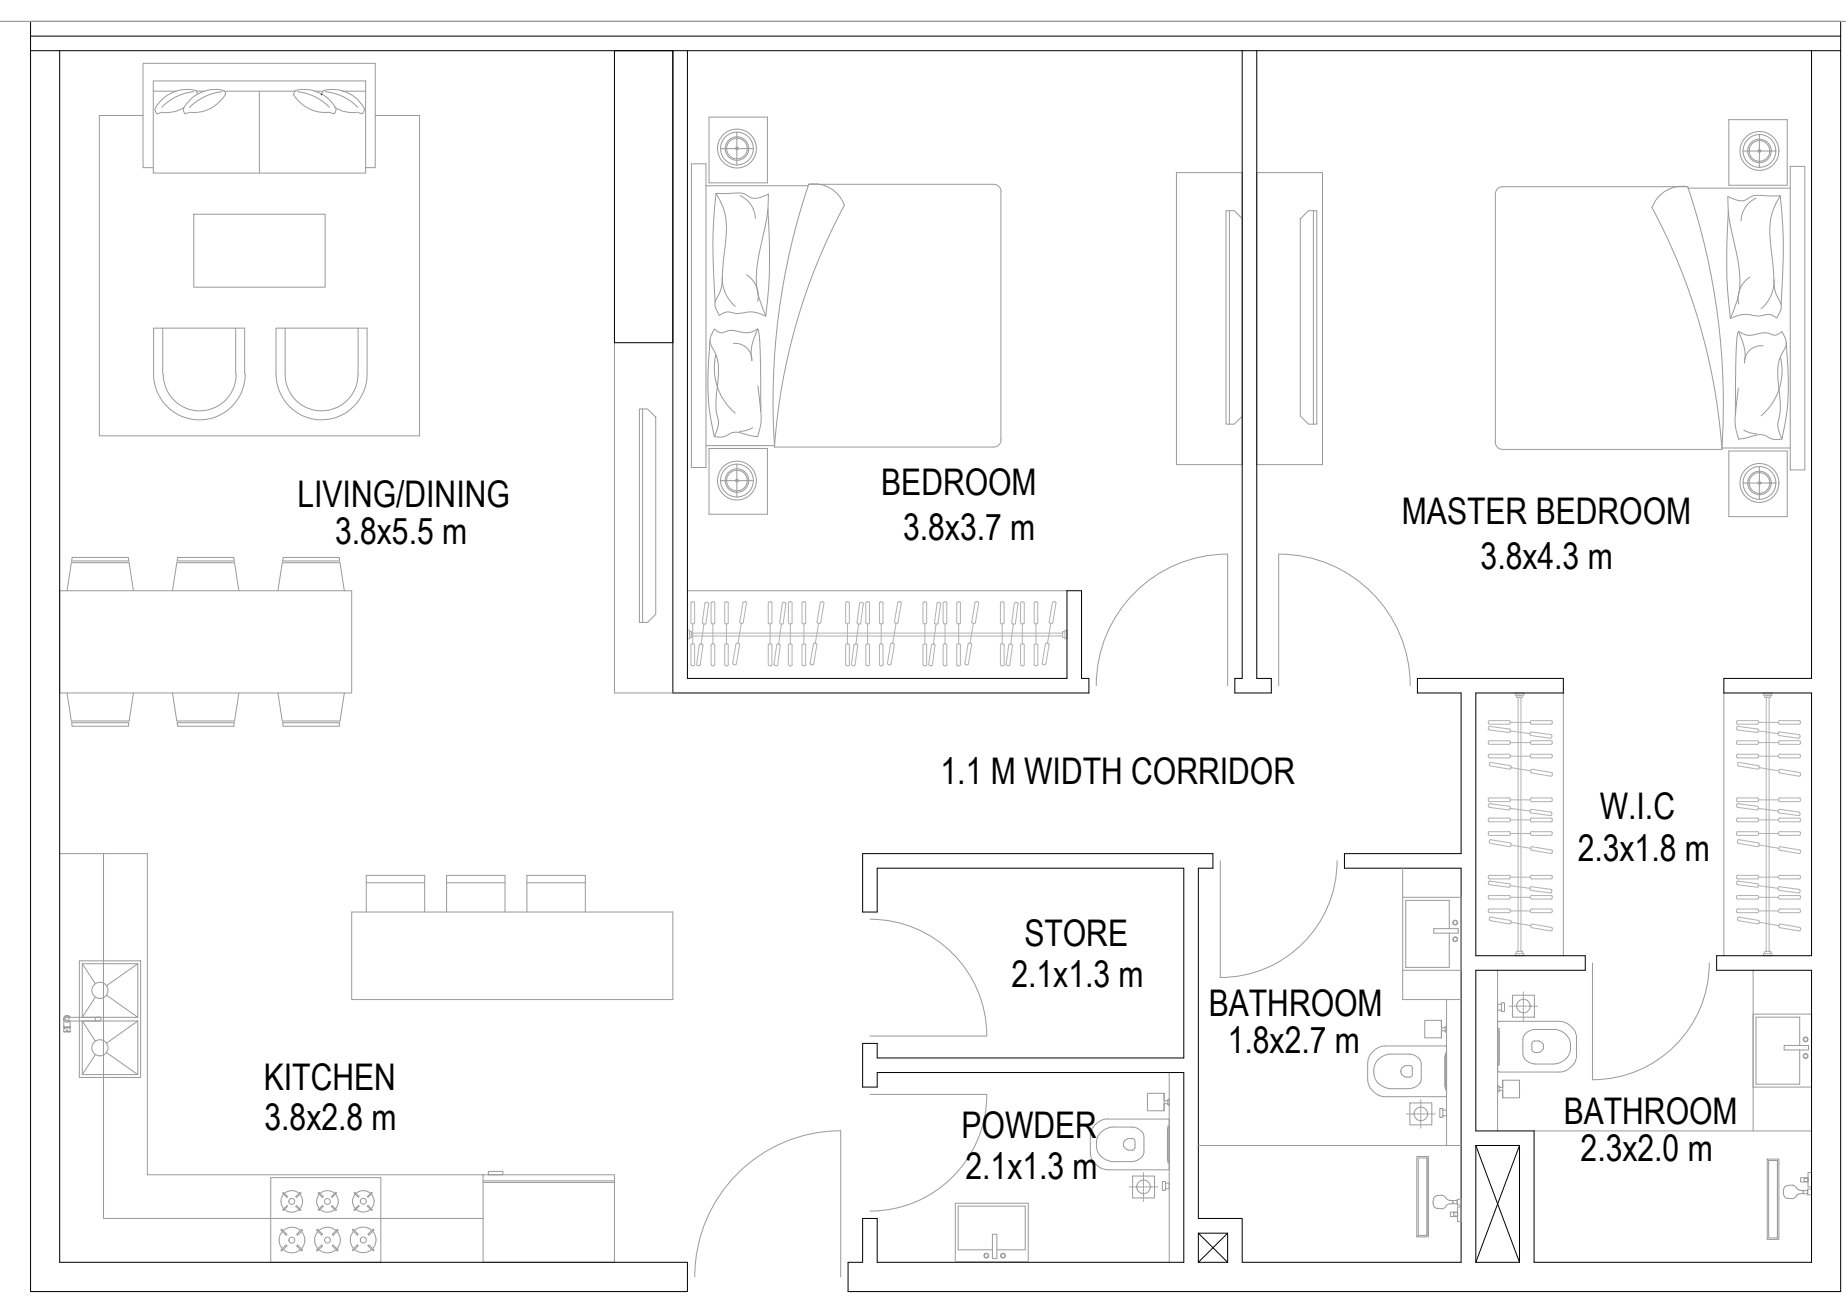 LIVING/DINING
3.8x5.5 m
BEDROOM
3.8x3.7 m
MASTER BEDROOM
3.8x4.3 m
1.1 M WIDTH CORRIDOR
W.I.C
2.3x1.8 m
STORE
2.1x1.3 m
BATHROOM
1.8x2.7 m
KITCHEN
3.8x2.8 m
POWDER
2.1x1.3 m
BATHROOM
2.3x2.0 m